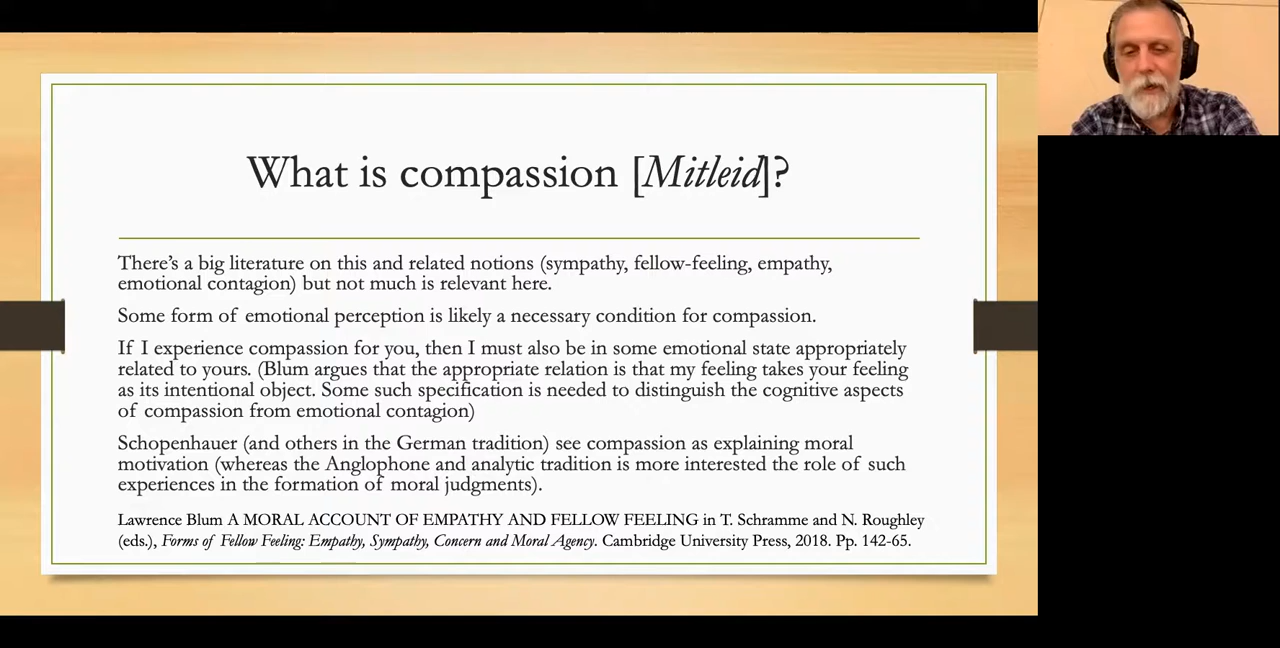 What is compassion [Mitleid]?
There's a big literature on this and related notions (sympathy, fellow-feeling, empathy,
emotional contagion) but not much is relevant here.
Some form of emotional perception is likely a necessary condition for compassion.
If I experience compassion for you, then I must also be in some emotional state appropriately
related to yours. (Blum argues that the appropriate relation is that my feeling takes your feeling
as its intentional object. Some such specification is needed to distinguish the cognitive aspects
of compassion from emotional contagion)
Schopenhauer (and others in the German tradition) see compassion as explaining moral
motivation (whereas the Anglophone and analytic tradition is more interested the role of such
experiences in the formation of moral judgments).
Lawrence Blum A MORAL ACCOUNT OF EMPATHY AND FELLOW FEELING in T. Schramme and N. Roughley
(eds.), Forms of Fellow Feeling: Empathy, Sympathy, Concern and Moral Agency. Cambridge University Press, 2018. Pp. 142-65.